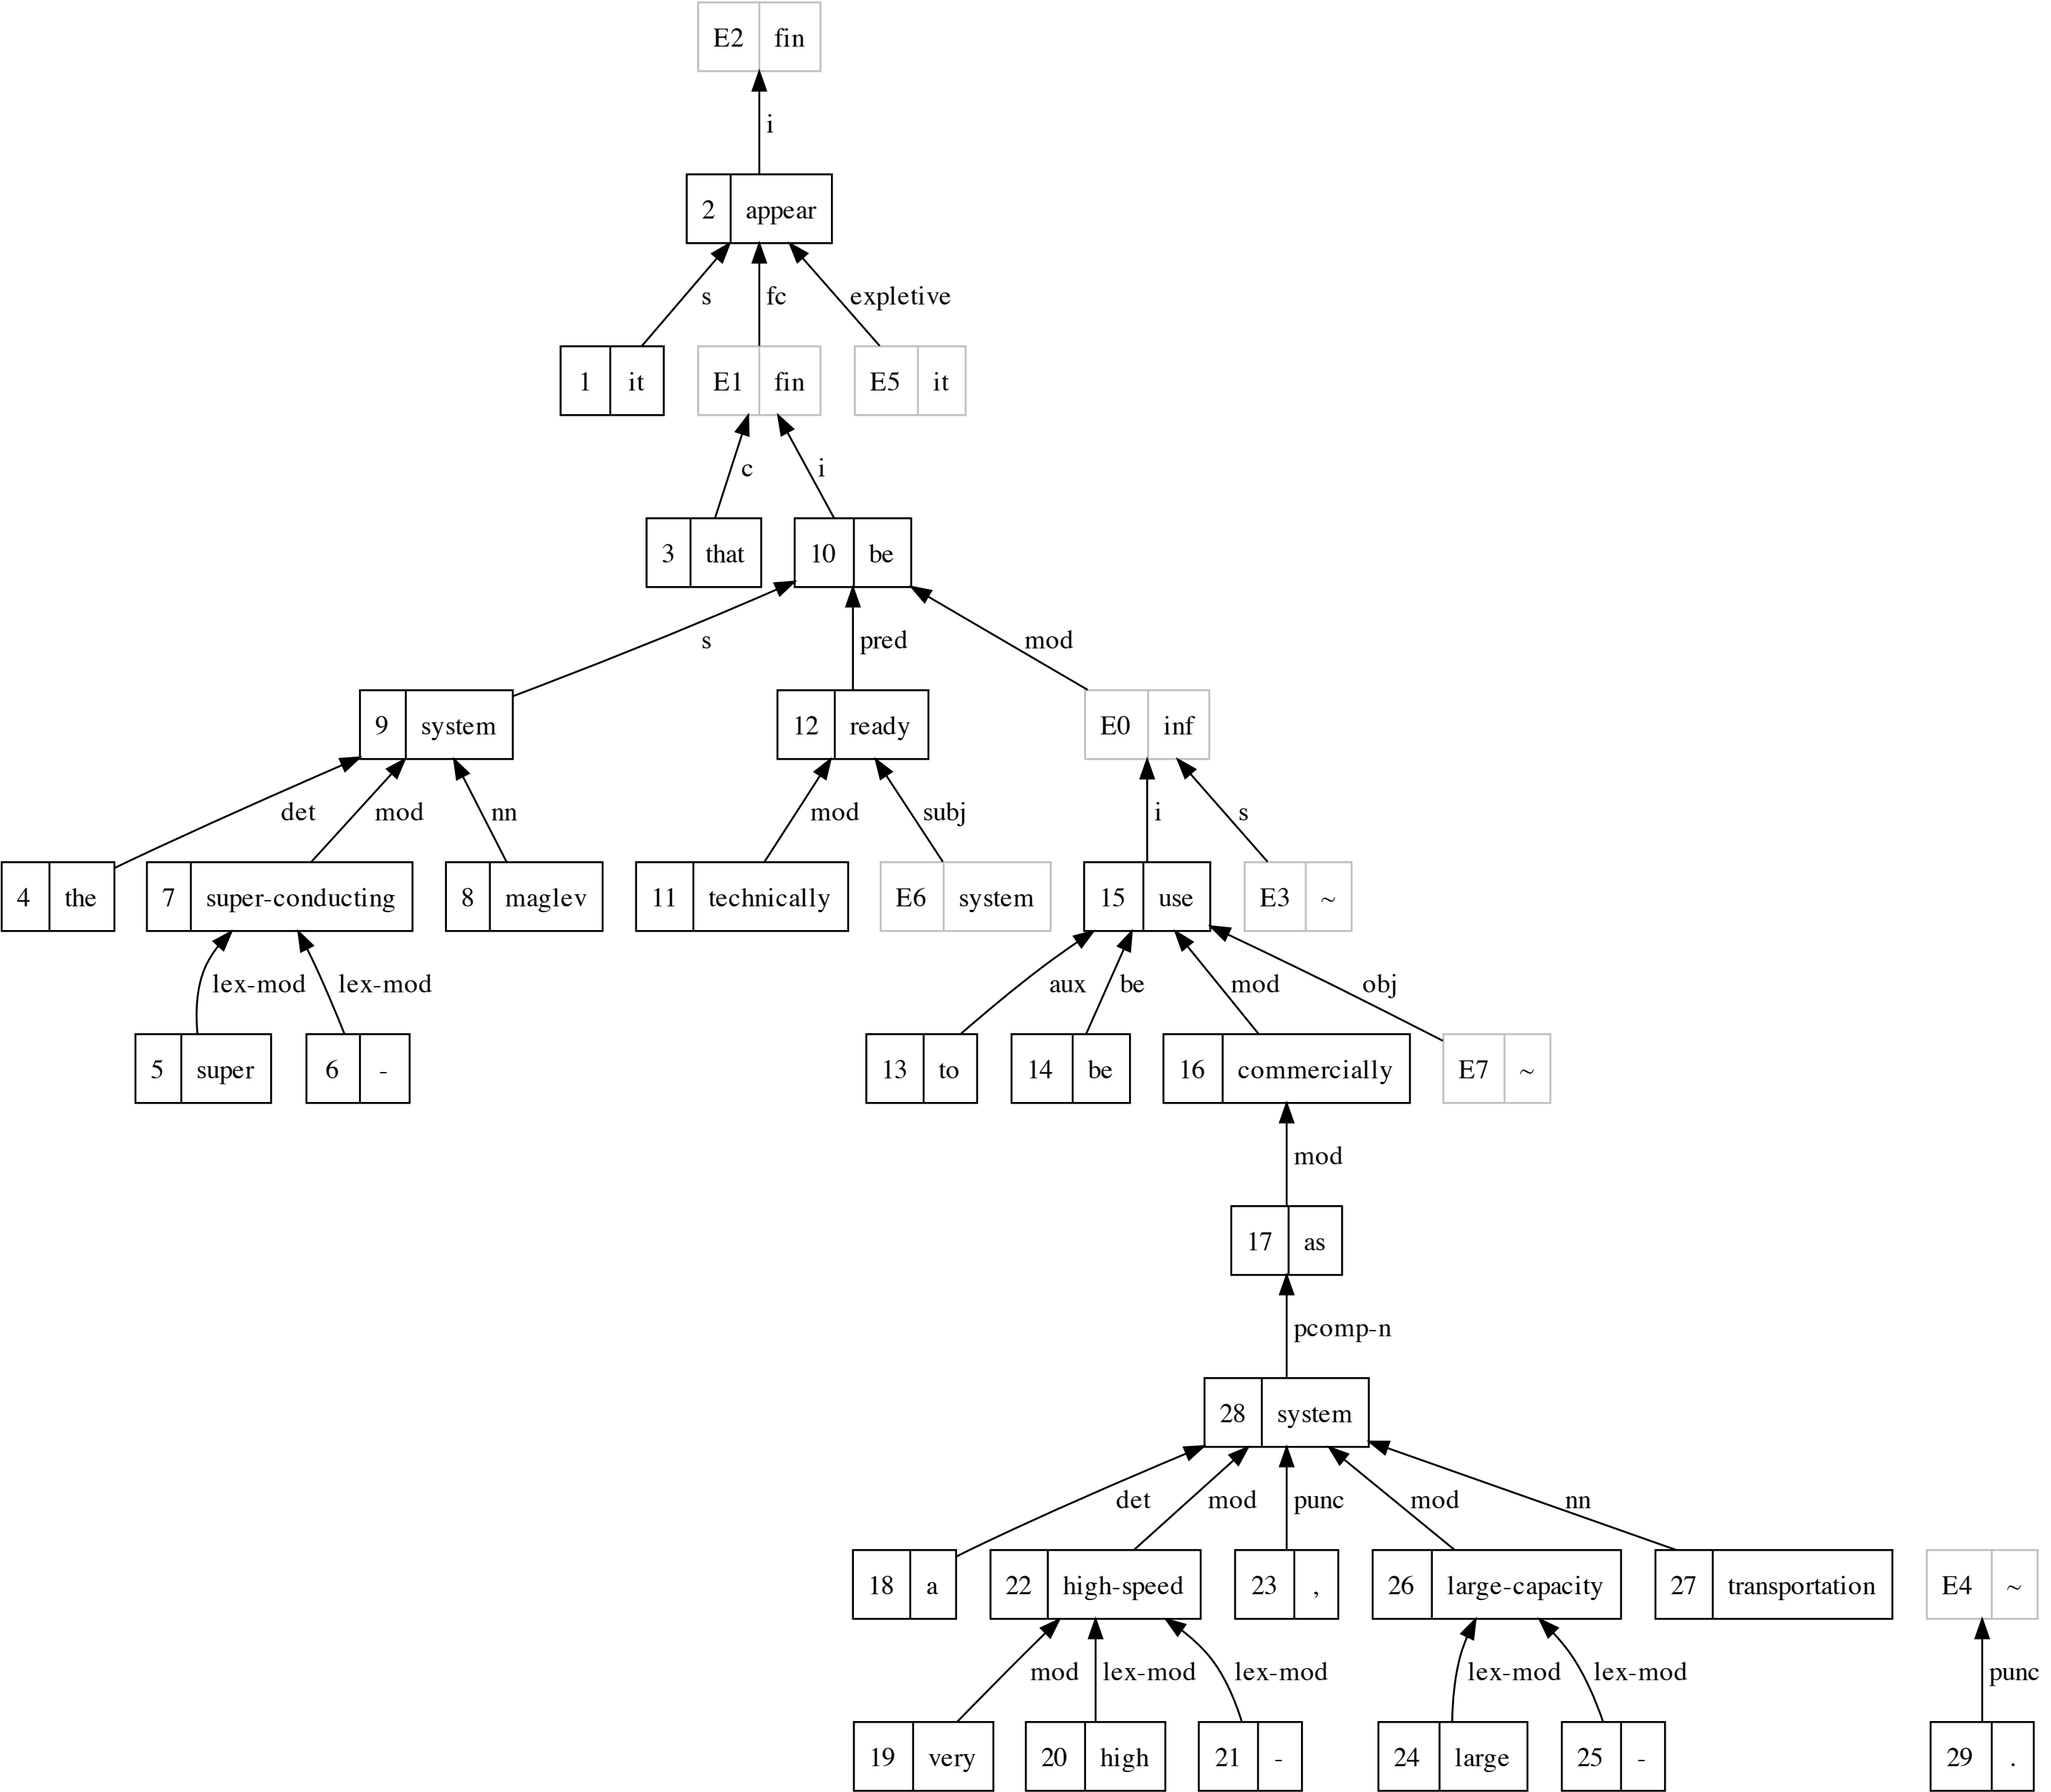 E2 fin
i
2 appear
s fc expletive
1 it E1 fin E5 it
c i
3 that 10 be
s pred mod
9 system 12 ready E0 inf
det mod nn mod subj i s
4 the 7 super-conducting 8 maglev 11 technically E6 system 15 use E3 ~
lex-mod lex-mod aux be mod obj
5 super 6 - 13 to 14 be 16 commercially E7 ~
mod
17 as
pcomp-n
28 system
det mod punc mod nn
18 a 22 high-speed 23 , 26 large-capacity 27 transportation E4 ~
mod lex-mod lex-mod lex-mod lex-mod punc
19 very 20 high 21 - 24 large 25 - 29 .